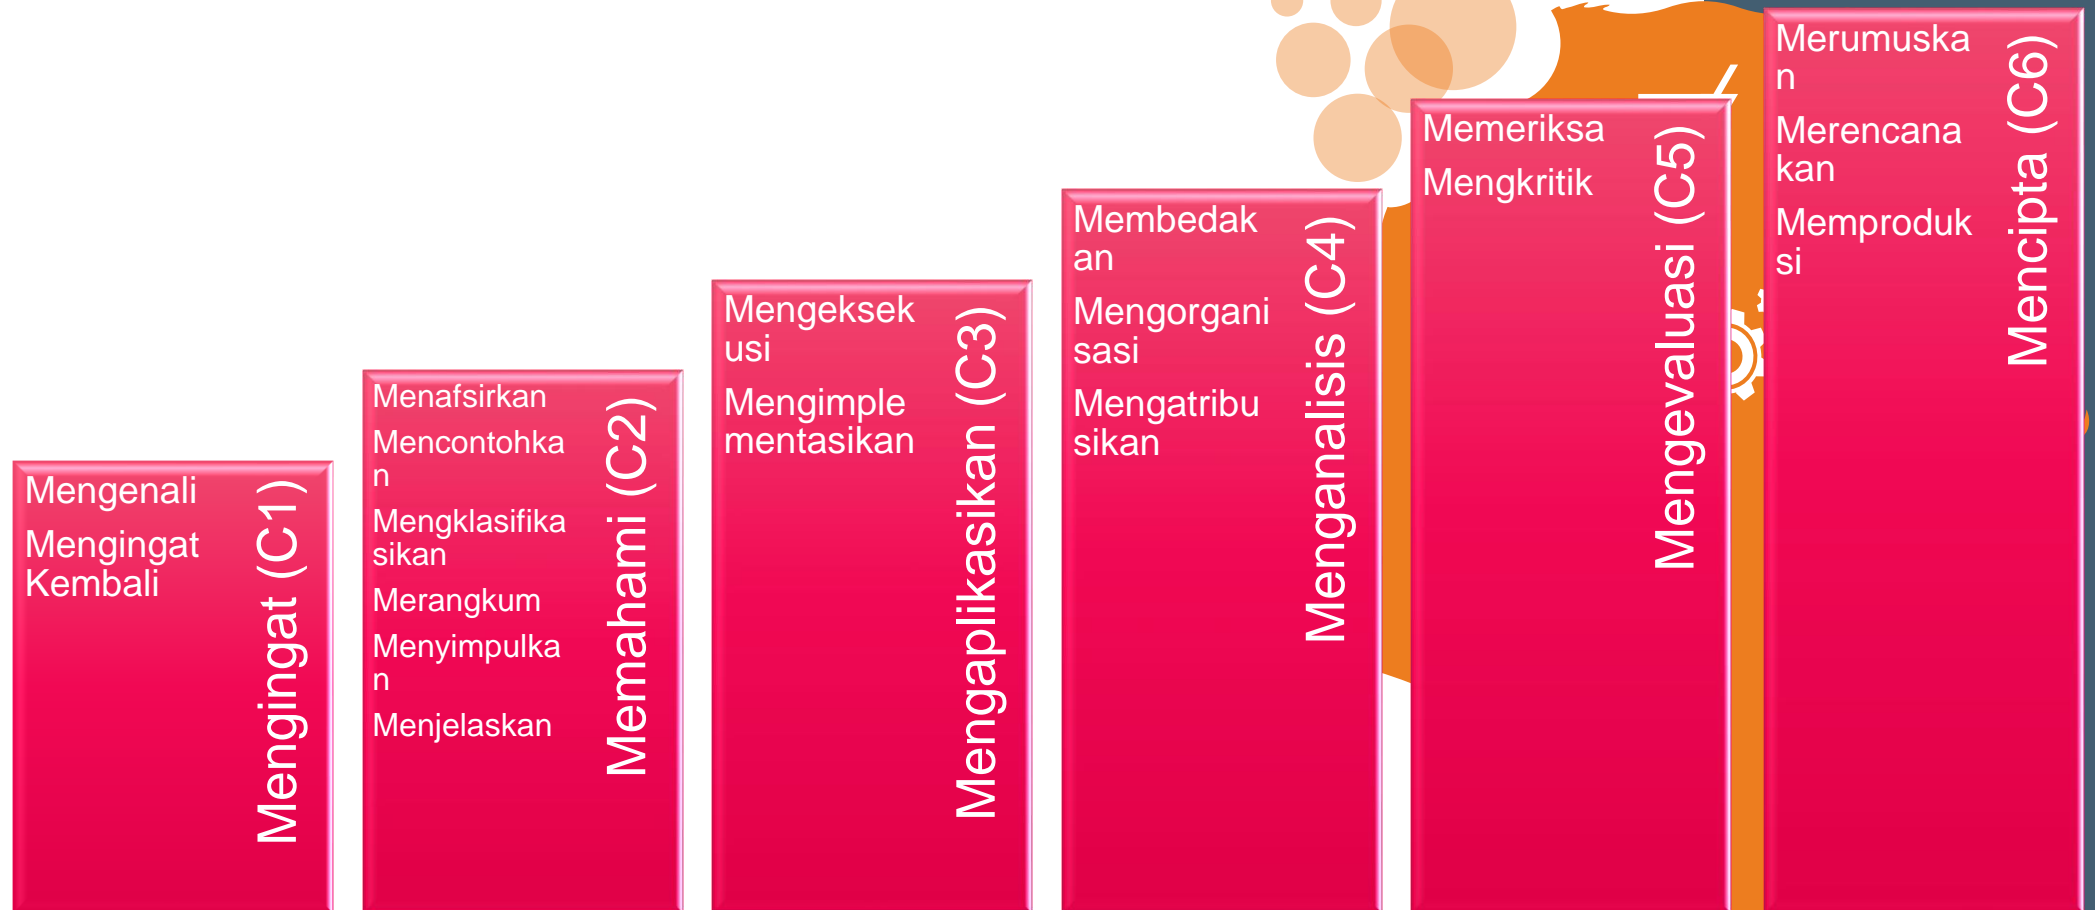 Mengenali
Mengingat
Kembali
Mengingat (C1)
Menafsirkan
Mencontohka
n
Mengklasifika
sikan
Merangkum
Menyimpulka
n
Menjelaskan
Memahami (C2)
Mengeksek
usi
Mengimple
mentasikan
Mengaplikasikan (C3)
Membedak
an
Mengorgani
sasi
Mengatribu
sikan
Menganalisis (C4)
Memeriksa
Mengkritik
Mengevaluasi (C5)
Merumuska
n
Merencana
kan
Memproduk
si
Mencipta (C6)